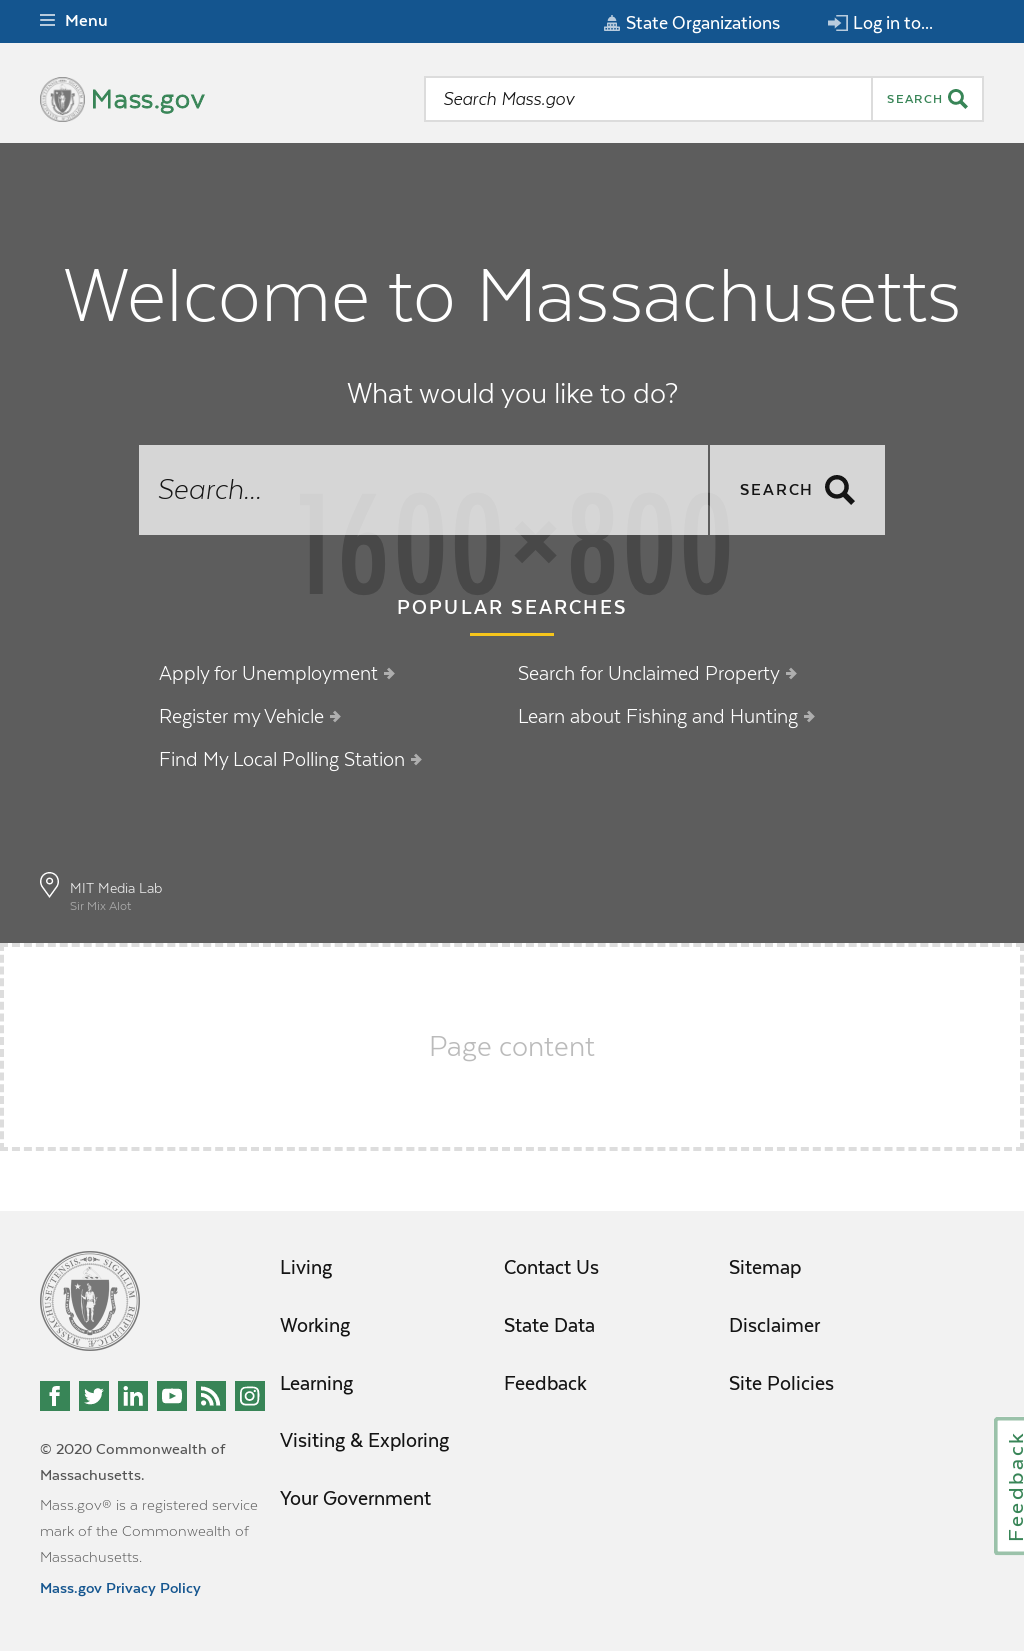 Menu
State Organizations
Log in to...
Mass.gov
Search Mass.gov
SEARCH
Welcome to Massachusetts
What would you like to do?
Search...
SEARCH
1600×800
POPULAR SEARCHES
Apply for Unemployment
Search for Unclaimed Property
Register my Vehicle
Learn about Fishing and Hunting
Find My Local Polling Station
MIT Media Lab
Sir Mix Alot
Page content
Living
Contact Us
Sitemap
Working
State Data
Disclaimer
Learning
Feedback
Site Policies
Visiting & Exploring
Your Government
© 2020 Commonwealth of
Massachusetts.
Mass.gov® is a registered service
mark of the Commonwealth of
Massachusetts.
Mass.gov Privacy Policy
Feedback